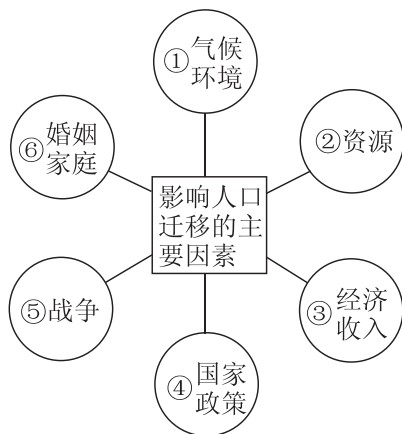 ①气候
环境
②资源
③经济
收入
④国家
政策
⑤战争
⑥婚姻
家庭
影响人口
迁移的主
要因素